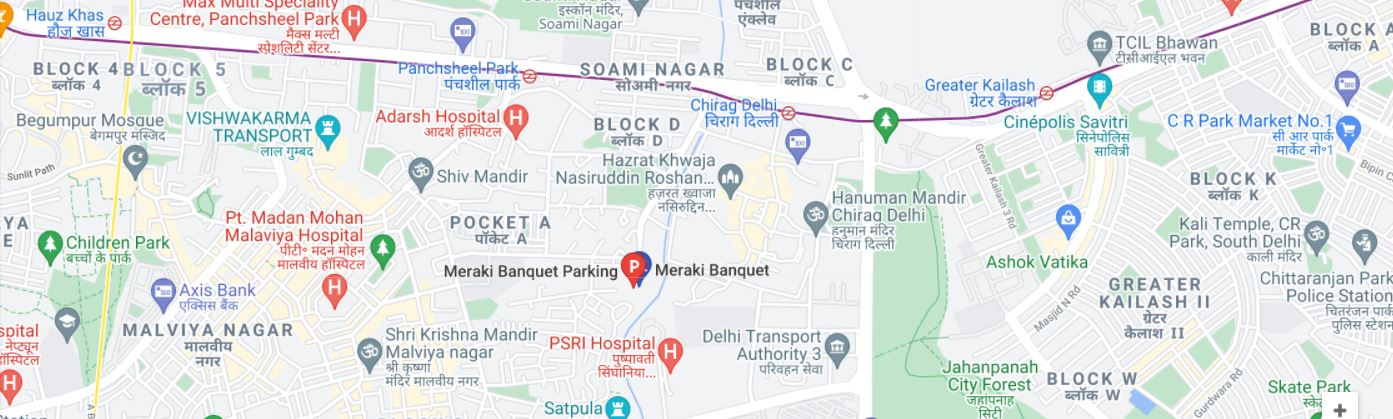 Hauz Khas
हौज़ खास
Max Multi Speciality
Centre, Panchsheel Park
मैक्स मल्टी
स्पेशलिटी सेंटर...
इस्कॉन मंदिर,
Soami Nagar
पंचशील
एंक्लेव
BLOCK 4
ब्लॉक 4
BLOCK 5
ब्लॉक 5
Panchsheel Park
पंचशील पार्क
SOAMI NAGAR
सोअमी-नगर
BLOCK C
ब्लॉक C
Greater Kailash
ग्रेटर कैलाश
TCIL Bhawan
टीसीआईएल भवन
BLOCK A
ब्लॉक A
Begumpur Mosque
बेगमपुर मस्जिद
VISHWAKARMA
TRANSPORT
लाल गुम्बद
Adarsh Hospital
आदर्श हॉस्पिटल
Chirag Delhi
चिराग दिल्ली
BLOCK D
ब्लॉक D
Cinépolis Savitri
सिनेपोलिस
सावित्री
C R Park Market No.1
सी आर पार्क
मार्केट नो॰1
Sunlit Path
Shiv Mandir
Hazrat Khwaja
Nasiruddin Roshan...
हज़रत ख्वाजा
नसिरुद्दिन...
Greater Kailash 3 Rd
Bipin C
BLOCK K
ब्लॉक K
YA
E
POCKET A
पॉकेट A
Hanuman Mandir
Chirag Delhi
हनुमान मंदिर
चिराग दिल्ली
Pt. Madan Mohan
Malaviya Hospital
पीटी॰ मदन मोहन
मालवीय हॉस्पिटल
Children Park
बच्चों के पार्क
Kali Temple, CR
Park, South Delhi
काली मंदिर
Ashok Vatika
Meraki Banquet Parking
P
Meraki Banquet
Axis Bank
एक्सिस बैंक
GREATER
KAILASH II
ग्रेटर
कैलाश II
Masjid N Rd
Chittaranjan Park
Police Station
चितरंजन पार्क
पुलिस स्टेशन
MALVIYA NAGAR
मालवीय
नगर
spital
नेप्ट्यून
हॉस्पिटल
Shri Krishna Mandir
Malviya nagar
श्री कृष्णा
मंदिर मालवीय नगर
PSRI Hospital
पुष्पावती
सिंघानिया...
Delhi Transport
Authority 3
परिवहन सेवा
Jahanpanah
City Forest
जहांपनाह
सिटी
BLOCK W
ब्लॉक W
Gurdwara Rd
Skate Park
स्के
Satpula